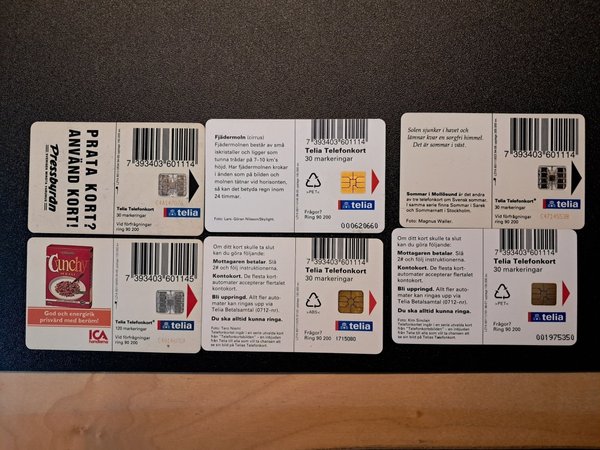 PRATA KORT?
ANVÄND KORT!
Pressbyrån
7 393403 601114
Telia Telefonkort®
30 markeringar
Vid förfrågningar
ring 90 200
Telia
Fjädermoln (cirrus)
Fjädermolnen består av små
iskristaller och ligger som
tunna trådar på 7-10 km's
höjd. Har fjädermolnen krokar
i änden som på bilden och
molnen tätnar vid horisonten,
så kan det betyda regn inom
24 timmar.
Foto: Lars-Göran Nilsson/Skylight.
7 393403 601114
Telia Telefonkort
30 markeringar
>PET<
Frågor?
Ring 90 200
Telia
000620660
Solen sjunker i havet och
lämnar kvar en sorgfri himmel.
Det är sommar i väst.
Sommar i Mollösund är det andra
av tre telefonkort om Svensk sommar.
I samma serie finns Sommar i Sarek
och Sommarnatt i Stockholm.
Foto: Magnus Waller.
7 393403 601114
Telia Telefonkort®
30 markeringar
Vid förfrågningar
ring 90 200
Telia
God och energirik
prisvärd med beröm!
ICA
7 393403 601145
Telia Telefonkort®
120 markeringar
Vid förfrågningar
ring 90 200
Telia
Om ditt kort skulle ta slut
kan du göra följande:
Mottagaren betalar. Slå
2# och följ instruktionerna.
Kontokort. De flesta kort-
automater accepterar flertalet
kontokort.
Bli uppringd. Allt fler auto-
mater kan ringas upp via
Telia Betalsamtal (0712-nr).
Du ska alltid kunna ringa.
7 393403 601114
Telia Telefonkort
30 markeringar
>ABS<
Frågor?
Ring 90 200
Telia
1715080
Om ditt kort skulle ta slut
kan du göra följande:
Mottagaren betalar. Slå
2# och följ instruktionerna.
Kontokort. De flesta kort-
automater accepterar flertalet
kontokort.
Bli uppringd. Allt fler auto-
mater kan ringas upp via
Telia Betalsamtal (0712-nr).
Du ska alltid kunna ringa.
Foto: Kim Sinclair
7 393403 601114
Telia Telefonkort
30 markeringar
>PET<
Frågor?
Ring 90 200
Telia
001975350